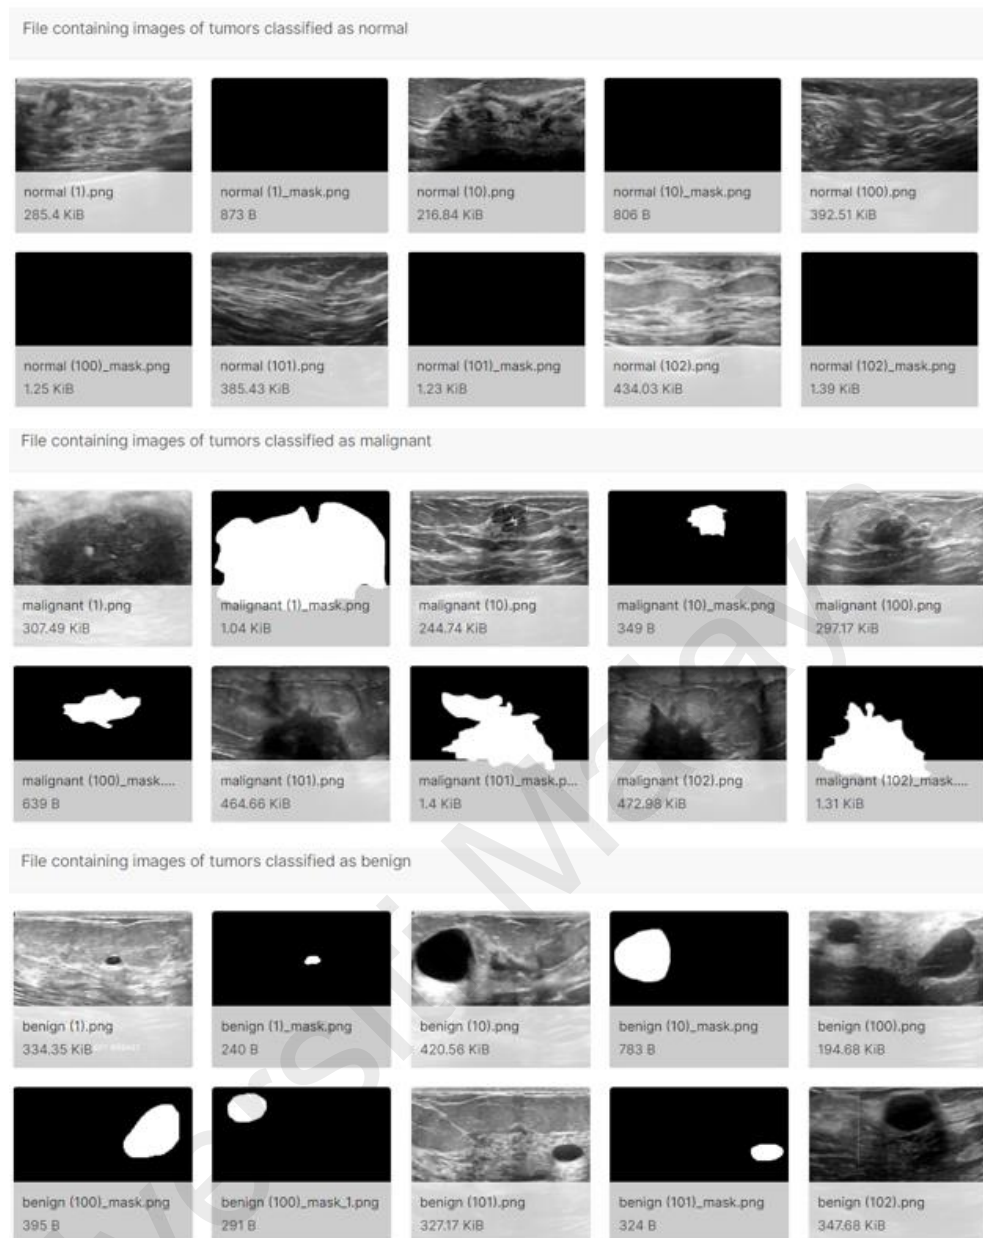 File containing images of tumors classified as normal
normal (1).png
285.4 KiB
normal (1)_mask.png
873 B
normal (10).png
216.84 KiB
normal (10)_mask.png
806 B
normal (100).png
392.51 KiB
normal (100)_mask.png
1.25 KiB
normal (101).png
385.43 KiB
normal (101)_mask.png
1.23 KiB
normal (102).png
434.03 KiB
normal (102)_mask.png
1.39 KiB
File containing images of tumors classified as malignant
malignant (1).png
307.49 KiB
malignant (1)_mask.png
1.04 KiB
malignant (10).png
244.74 KiB
malignant (10)_mask.png
349 B
malignant (100).png
297.17 KiB
malignant (100)_mask....
639 B
malignant (101).png
464.66 KiB
malignant (101)_mask.p...
1.4 KiB
malignant (102).png
472.98 KiB
malignant (102)_mask....
1.31 KiB
File containing images of tumors classified as benign
benign (1).png
334.35 KiB
benign (1)_mask.png
240 B
benign (10).png
420.56 KiB
benign (10)_mask.png
783 B
benign (100).png
194.68 KiB
benign (100)_mask.png
395 B
benign (100)_mask_1.png
291 B
benign (101).png
327.17 KiB
benign (101)_mask.png
324 B
benign (102).png
347.68 KiB